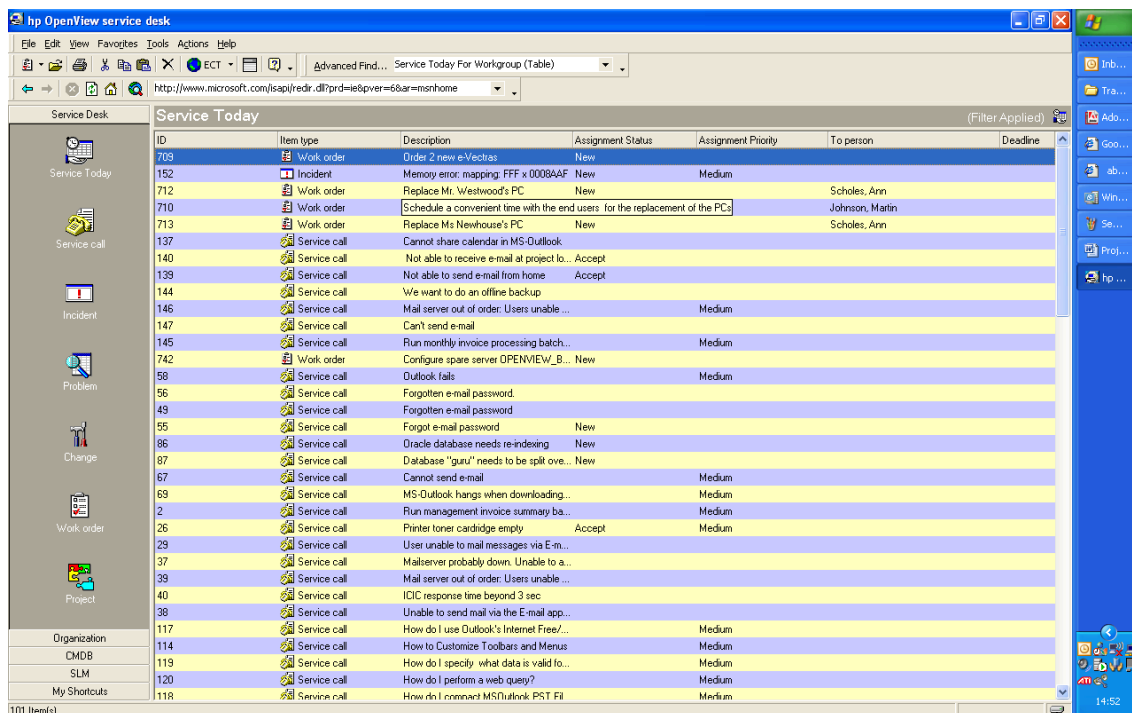 hp OpenView service desk
File Edit View Favorites Tools Actions Help
ECT Advanced Find... Service Today For Workgroup (Table)
http://www.microsoft.com/isapi/redir.dll?prd=ie&pver=6&ar=msnhome
Service Desk
Service Today
Service call
Incident
Problem
Change
Work order
Project
Organization
CMDB
SLM
My Shortcuts
Service Today (Filter Applied)
ID Item type Description Assignment Status Assignment Priority To person Deadline
709 Work order Order 2 new e-Vectras New
152 Incident Memory error: mapping: FFF x 0008AAF New Medium
712 Work order Replace Mr. Westwood's PC New Scholes, Ann
710 Work order Schedule a convenient time with the end users for the replacement of the PCs Johnson, Martin
713 Work order Replace Ms Newhouse's PC New Scholes, Ann
137 Service call Cannot share calendar in MS-Outllook
140 Service call Not able to receive e-mail at project lo... Accept
139 Service call Not able to send e-mail from home Accept
144 Service call We want to do an offline backup
146 Service call Mail server out of order: Users unable ... Medium
147 Service call Can't send e-mail
145 Service call Run monthly invoice processing batch... Medium
742 Work order Configure spare server OPENVIEW_B... New
58 Service call Outlook fails Medium
56 Service call Forgotten e-mail password.
49 Service call Forgotten e-mail password
55 Service call Forgot e-mail password New
86 Service call Oracle database needs re-indexing New
87 Service call Database "guru" needs to be split ove... New
67 Service call Cannot send e-mail Medium
69 Service call MS-Outlook hangs when downloading... Medium
2 Service call Run management invoice summary ba... Medium
26 Service call Printer toner cardridge empty Accept Medium
29 Service call User unable to mail messages via E-m...
37 Service call Mailserver probably down. Unable to a...
39 Service call Mail server out of order: Users unable ...
40 Service call ICIC response time beyond 3 sec
38 Service call Unable to send mail via the E-mail app...
117 Service call How do I use Outlook's Internet Free/... Medium
114 Service call How to Customize Toolbars and Menus Medium
119 Service call How do I specify what data is valid fo... Medium
120 Service call How do I perform a web query? Medium
118 Service call How do I compact MSOutlook PST Fil... Medium
101 Item(s)
Inb...
Tra...
Ado...
Goo...
ab...
Win...
Se...
Proj...
hp ...
ATI
14:52